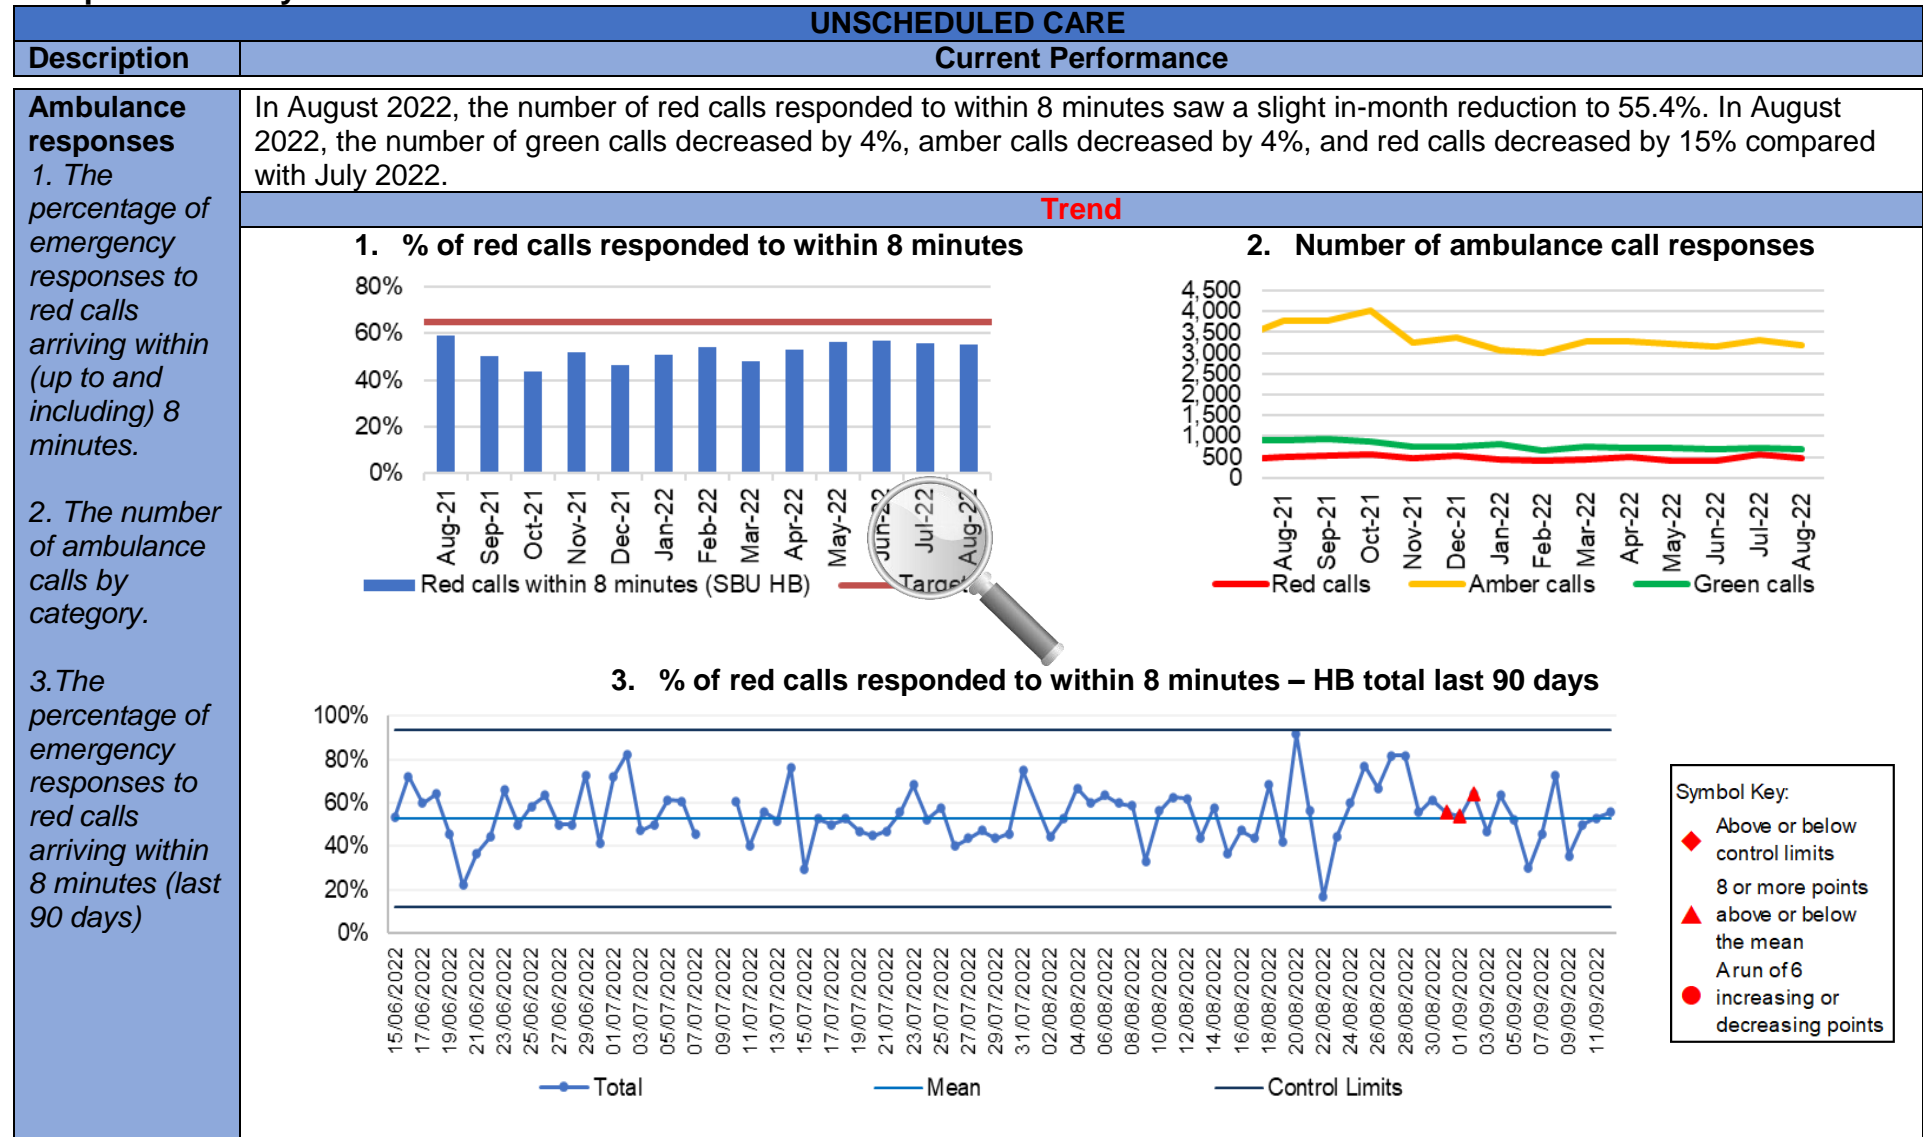 UNSCHEDULED CARE
Description
Current Performance
Ambulance
responses
1. The
percentage of
emergency
responses to
red calls
arriving within
(up to and
including) 8
minutes.
2. The number
of ambulance
calls by
category.
3.The
percentage of
emergency
responses to
red calls
arriving within
8 minutes (last
90 days)
In August 2022, the number of red calls responded to within 8 minutes saw a slight in-month reduction to 55.4%. In August
2022, the number of green calls decreased by 4%, amber calls decreased by 4%, and red calls decreased by 15% compared
with July 2022.
Trend
1. % of red calls responded to within 8 minutes
80%
60%
40%
20%
0%
Aug-21
Sep-21
Oct-21
Nov-21
Dec-21
Jan-22
Feb-22
Mar-22
Apr-22
May-22
Jun-22
Jul-22
Aug-22
Red calls within 8 minutes (SBU HB)
Target
2. Number of ambulance call responses
4,500
4,000
3,500
3,000
2,500
2,000
1,500
1,000
500
0
Aug-21
Sep-21
Oct-21
Nov-21
Dec-21
Jan-22
Feb-22
Mar-22
Apr-22
May-22
Jun-22
Jul-22
Aug-22
Red calls
Amber calls
Green calls
3. % of red calls responded to within 8 minutes – HB total last 90 days
100%
80%
60%
40%
20%
0%
15/06/2022
17/06/2022
19/06/2022
21/06/2022
23/06/2022
25/06/2022
27/06/2022
29/06/2022
01/07/2022
03/07/2022
05/07/2022
07/07/2022
09/07/2022
11/07/2022
13/07/2022
15/07/2022
17/07/2022
19/07/2022
21/07/2022
23/07/2022
25/07/2022
27/07/2022
29/07/2022
31/07/2022
02/08/2022
04/08/2022
06/08/2022
08/08/2022
10/08/2022
12/08/2022
14/08/2022
16/08/2022
18/08/2022
20/08/2022
22/08/2022
24/08/2022
26/08/2022
28/08/2022
30/08/2022
01/09/2022
03/09/2022
05/09/2022
07/09/2022
09/09/2022
11/09/2022
Total
Mean
Control Limits
Symbol Key:
Above or below
control limits
8 or more points
above or below
the mean
A run of 6
increasing or
decreasing points